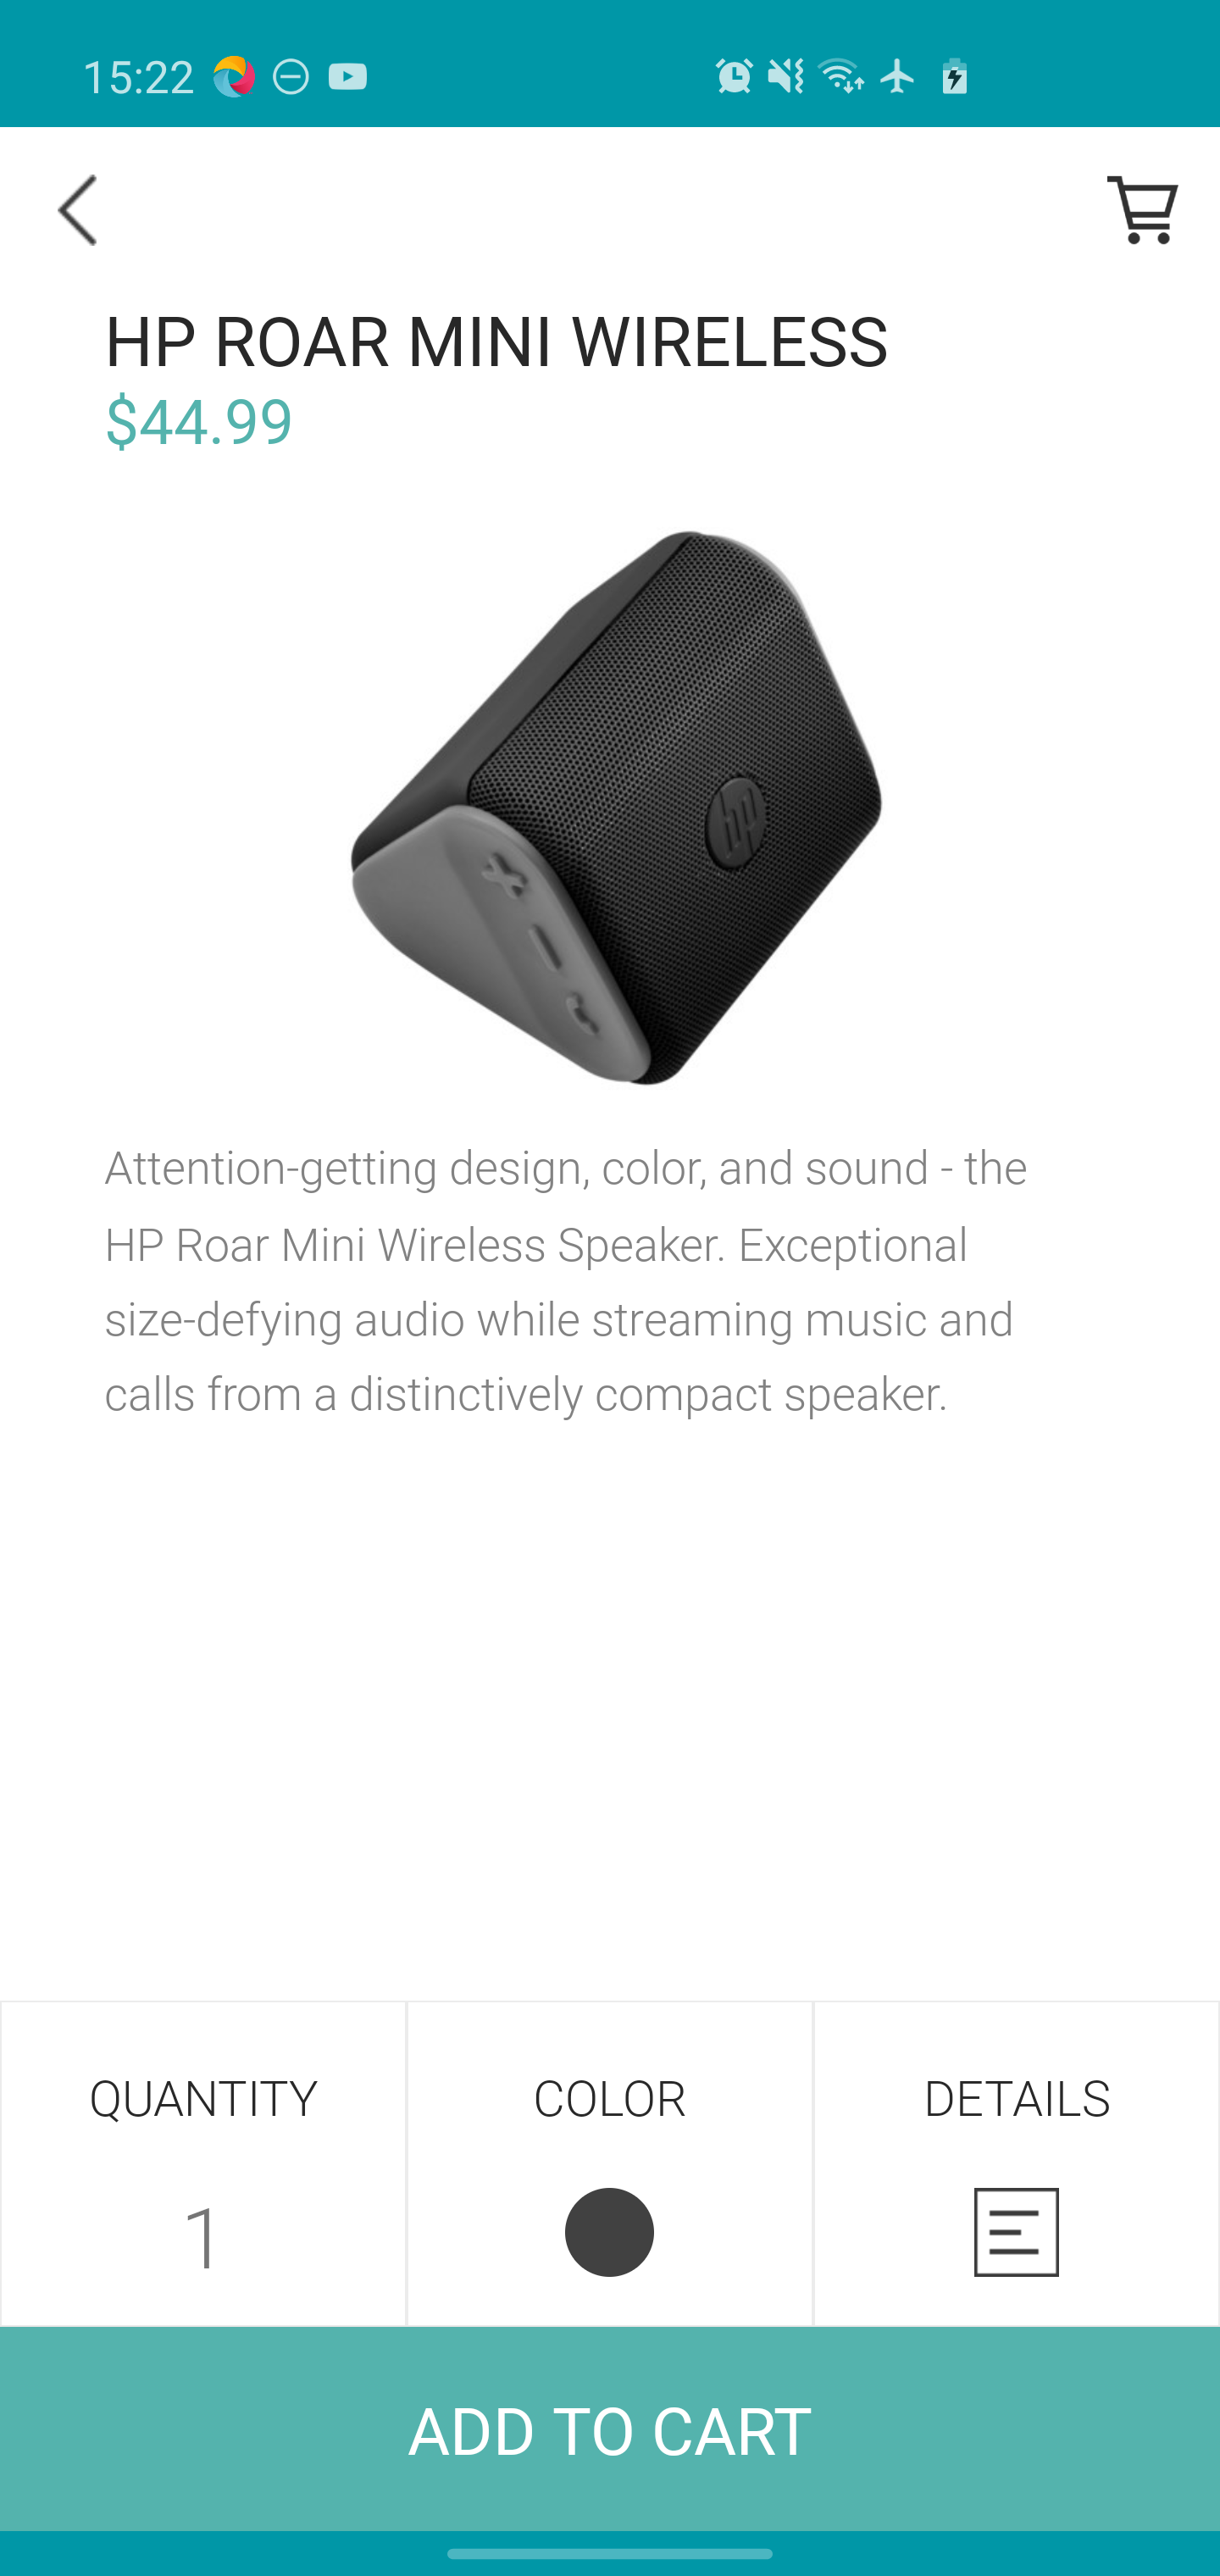 15:22
HP ROAR MINI WIRELESS
$44.99
hp
Attention-getting design, color, and sound - the
HP Roar Mini Wireless Speaker. Exceptional
size-defying audio while streaming music and
calls from a distinctively compact speaker.
QUANTITY
COLOR
DETAILS
1
ADD TO CART